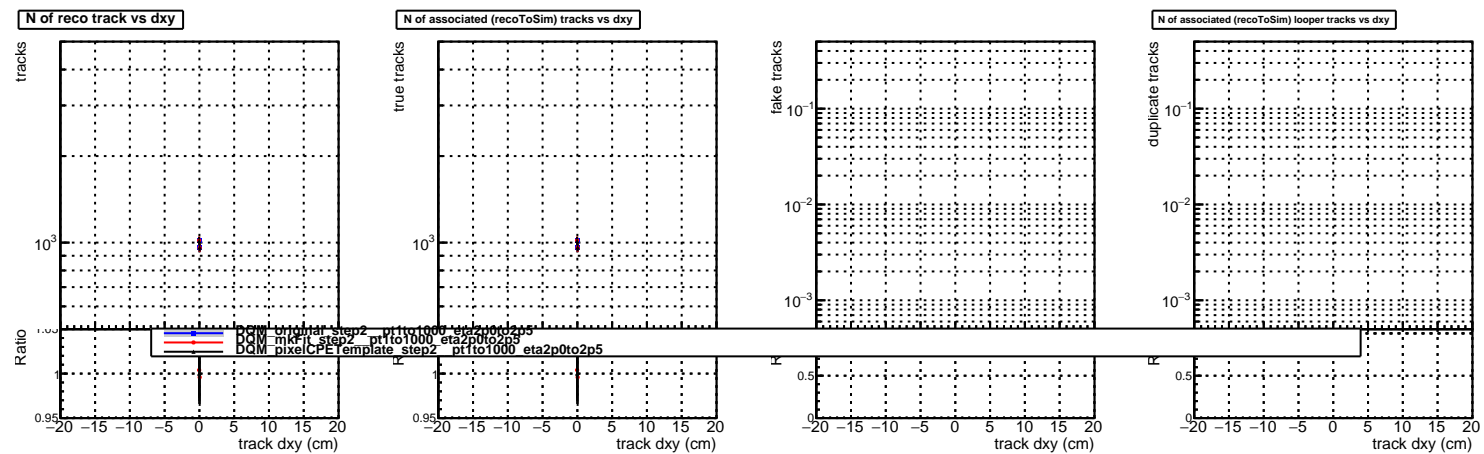 N of reco track vs dxy
N of associated (recoToSim) tracks vs dxy
N of associated (recoToSim) looper tracks vs dxy
tracks
true tracks
fake tracks
duplicate tracks
10³
10³
10⁻¹
10⁻²
10⁻³
10⁻¹
10⁻²
10⁻³
DQM_original_step2__pt1to1000_eta2p0to2p5
DQM_mkFit_step2__pt1to1000_eta2p0to2p5
DQM_pixelCPETemplate_step2__pt1to1000_eta2p0to2p5
Ratio
1
0.95
1
0.95
0.5
0
0.5
0
−20 −15 −10 −5 0 5 10 15 20
−20 −15 −10 −5 0 5 10 15 20
−20 −15 −10 −5 0 5 10 15 20
−20 −15 −10 −5 0 5 10 15 20
track dxy (cm)
track dxy (cm)
track dxy (cm)
track dxy (cm)